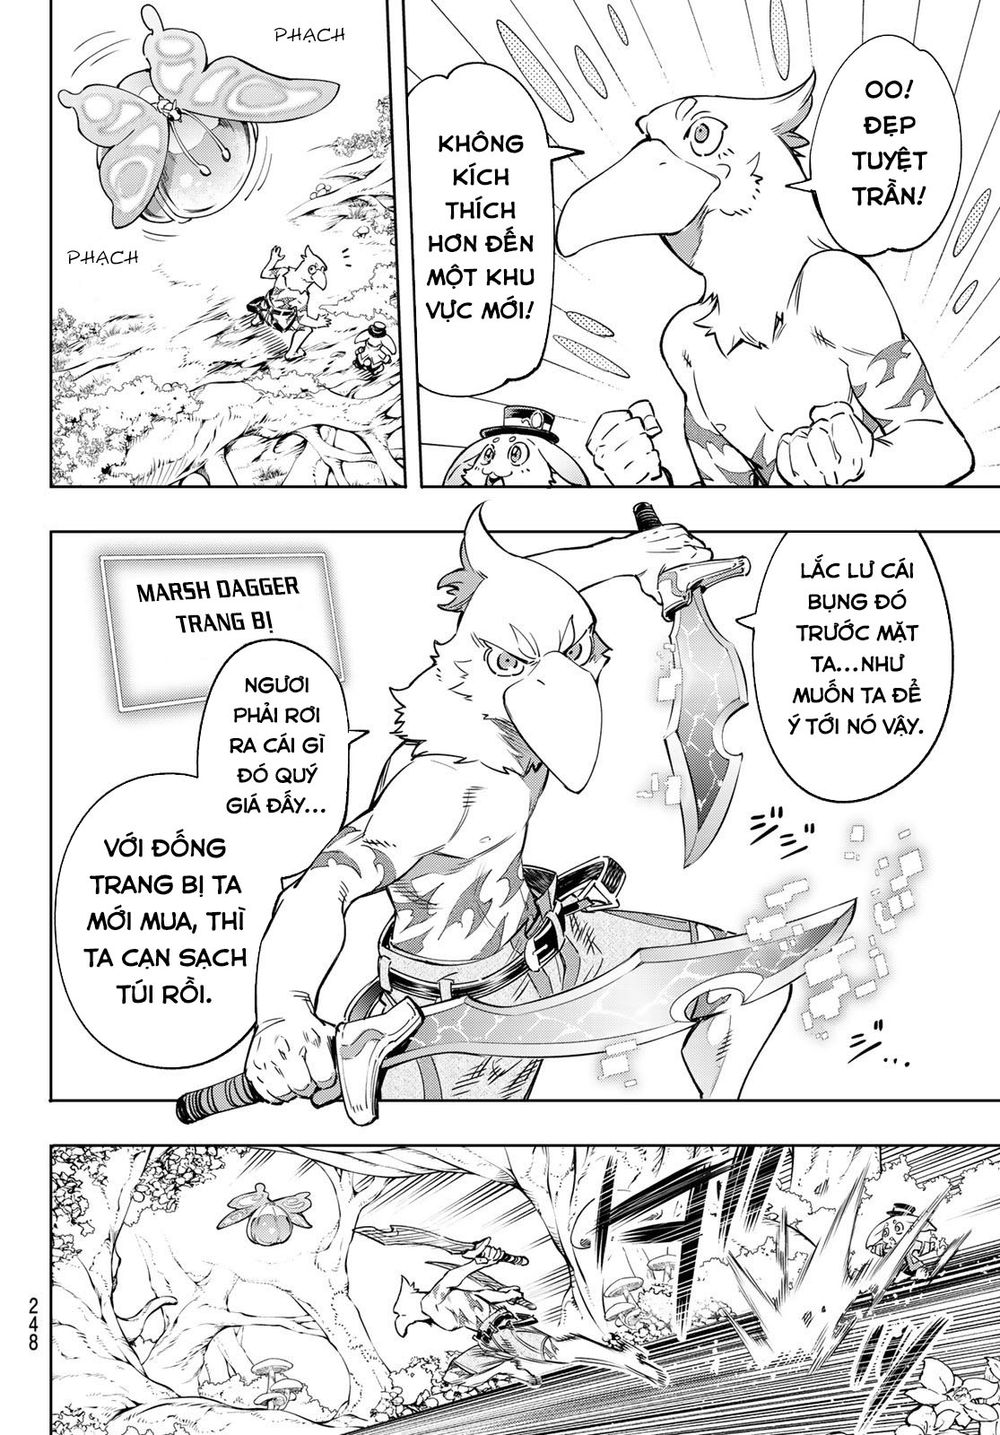 OO!
ĐẸP
TUYỆT
TRẦN!
KHÔNG
KÍCH
THÍCH
HƠN ĐẾN
MỘT KHU
VỰC MỚI!
PHẠCH
PHẠCH
LẮC LƯ CÁI
BỤNG ĐÓ
TRƯỚC MẶT
TA...NHƯ
MUỐN TA ĐỂ
Ý TỚI NÓ VẬY.
MARSH DAGGER
TRANG BỊ
NGƯƠI
PHẢI RƠI
RA CÁI GÌ
ĐÓ QUÝ
GIÁ ĐẤY...
VỚI ĐỐNG
TRANG BỊ TA
MỚI MUA, THÌ
TA CẠN SẠCH
TÚI RỒI.
248